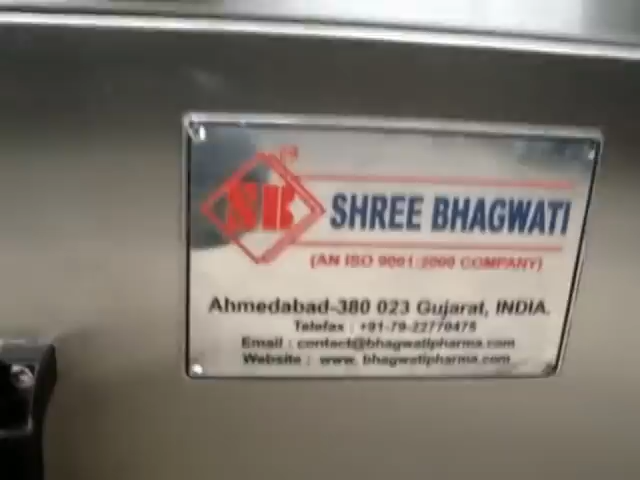 SB
SHREE BHAGWATI
(AN ISO 9001:2000 COMPANY)
Ahmedabad-380 023 Gujarat, INDIA.
Telefax : +91-79-22770475
Email : contact@bhagwatipharma.com
Website : www. bhagwatipharma.com